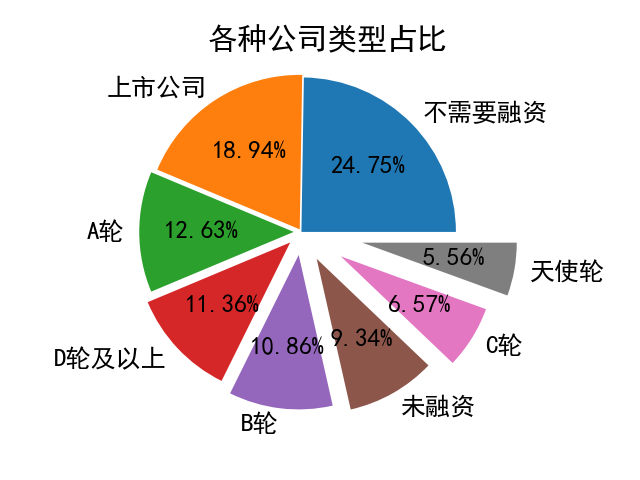 各种公司类型占比
上市公司
不需要融资
18.94%
24.75%
A轮
12.63%
5.56%
天使轮
11.36%
6.57%
D轮及以上
10.86%
9.34%
C轮
B轮
未融资